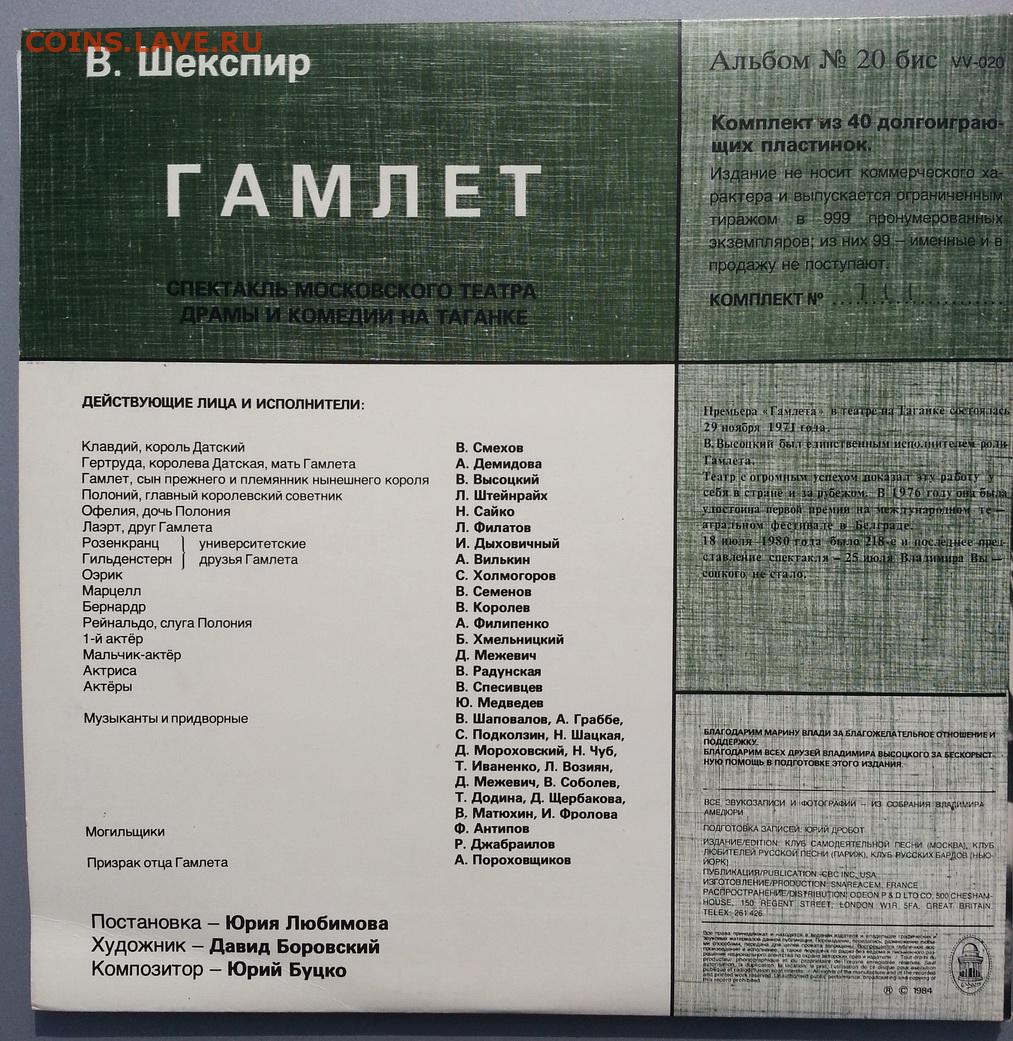 COINS.LAVE.RU
В. Шекспир
ГАМЛЕТ
СПЕКТАКЛЬ МОСКОВСКОГО ТЕАТРА
ДРАМЫ И КОМЕДИИ НА ТАГАНКЕ
Альбом № 20 бис VV-020
Комплект из 40 долгоиграю-
щих пластинок.
Издание не носит коммерческого ха-
рактера и выпускается ограниченным
тиражом в 999 пронумерованных
экземпляров; из них 99 – именные и в
продажу не поступают.
КОМПЛЕКТ №
ДЕЙСТВУЮЩИЕ ЛИЦА И ИСПОЛНИТЕЛИ:
Клавдий, король Датский В. Смехов
Гертруда, королева Датская, мать Гамлета А. Демидова
Гамлет, сын прежнего и племянник нынешнего короля В. Высоцкий
Полоний, главный королевский советник Л. Штейнрайх
Офелия, дочь Полония Н. Сайко
Лаэрт, друг Гамлета Л. Филатов
Розенкранц университетские И. Дыховичный
Гильденстерн друзья Гамлета А. Вилькин
Озрик С. Холмогоров
Марцелл В. Семенов
Бернардр В. Королев
Рейнальдо, слуга Полония А. Филипенко
1-й актёр Б. Хмельницкий
Мальчик-актёр Д. Межевич
Актриса В. Радунская
Актёры В. Спесивцев
Ю. Медведев
Музыканты и придворные В. Шаповалов, А. Граббе,
С. Подколзин, Н. Шацкая,
Д. Мороховский, Н. Чуб,
Т. Иваненко, Л. Возиян,
Д. Межевич, В. Соболев,
Т. Додина, Д. Щербакова,
В. Матюхин, И. Фролова
Могильщики Ф. Антипов
Р. Джабраилов
Призрак отца Гамлета А. Пороховщиков
Постановка – Юрия Любимова
Художник – Давид Боровский
Композитор – Юрий Буцко
Премьера «Гамлета» в театре на Таганке состоялась
29 ноября 1971 года.
В. Высоцкий был единственным исполнителем роли
Гамлета.
Театр с огромным успехом показал эту работу у
себя в стране и за рубежом. В 1976 году она была
удостоина первой премии на международном те –
атральном фестивале в Белграде.
18 июля 1980 года было 218-е и последнее пред-
ставление спектакля – 25 июля Владимира Вы –
соцкого не стало.
БЛАГОДАРИМ МАРИНУ ВЛАДИ ЗА БЛАГОЖЕЛАТЕЛЬНОЕ ОТНОШЕНИЕ И
ПОДДЕРЖКУ.
БЛАГОДАРИМ ВСЕХ ДРУЗЕЙ ВЛАДИМИРА ВЫСОЦКОГО ЗА БЕСКОРЫСТ-
НУЮ ПОМОЩЬ В ПОДГОТОВКЕ ЭТОГО ИЗДАНИЯ.
ВСЕ ЗВУКОЗАПИСИ И ФОТОГРАФИИ – ИЗ СОБРАНИЯ ВЛАДИМИРА
АМЕДЮРИ
ПОДГОТОВКА ЗАПИСЕЙ: ЮРИЙ ДРОБОТ
ИЗДАНИЕ/EDITION: КЛУБ САМОДЕЯТЕЛЬНОЙ ПЕСНИ (МОСКВА), КЛУБ
ЛЮБИТЕЛЕЙ РУССКОЙ ПЕСНИ (ПАРИЖ), КЛУБ РУССКИХ БАРДОВ (НЬЮ-
ЙОРК)
ПУБЛИКАЦИЯ/PUBLICATION: CBC INC, USA
ИЗГОТОВЛЕНИЕ/PRODUCTION: SNAREACEM, FRANCE
РАСПРОСТРАНЕНИЕ/DISTRIBUTION: ODEON P & D LTD CO, 500 CHESHAM-
HOUSE, 150 REGENT STREET, LONDON W1R 5FA, GREAT BRITAIN.
TELEX: 261426
® © 1984